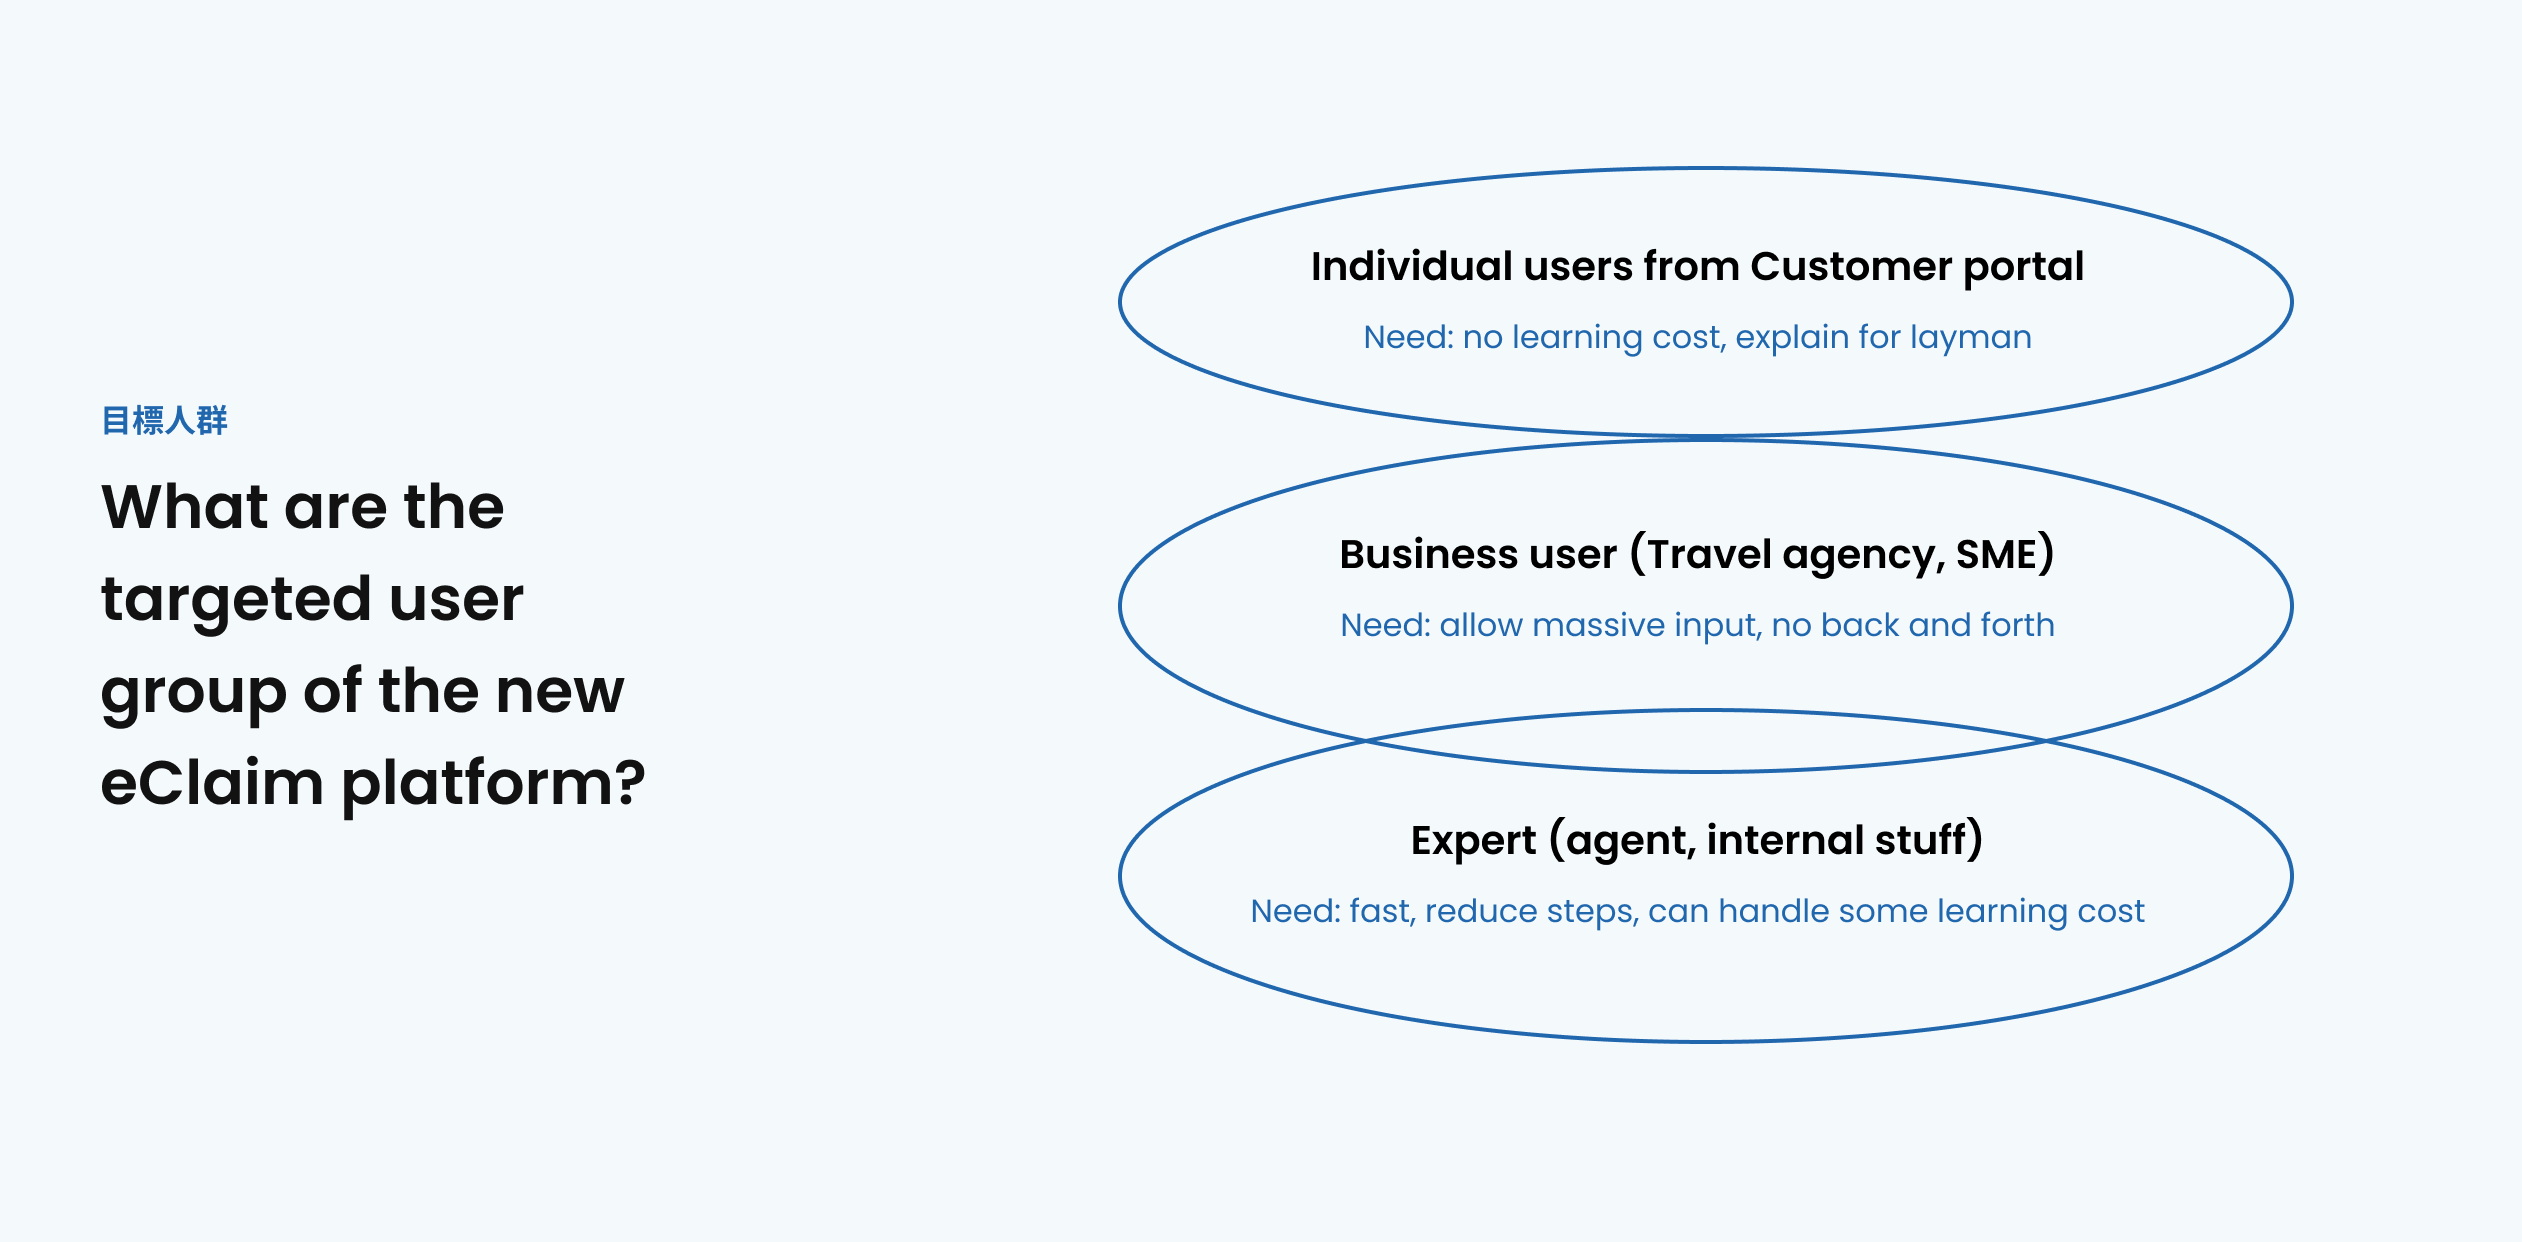 目標人群
What are the
targeted user
group of the new
eClaim platform?
Individual users from Customer portal
Need: no learning cost, explain for layman
Business user (Travel agency, SME)
Need: allow massive input, no back and forth
Expert (agent, internal stuff)
Need: fast, reduce steps, can handle some learning cost